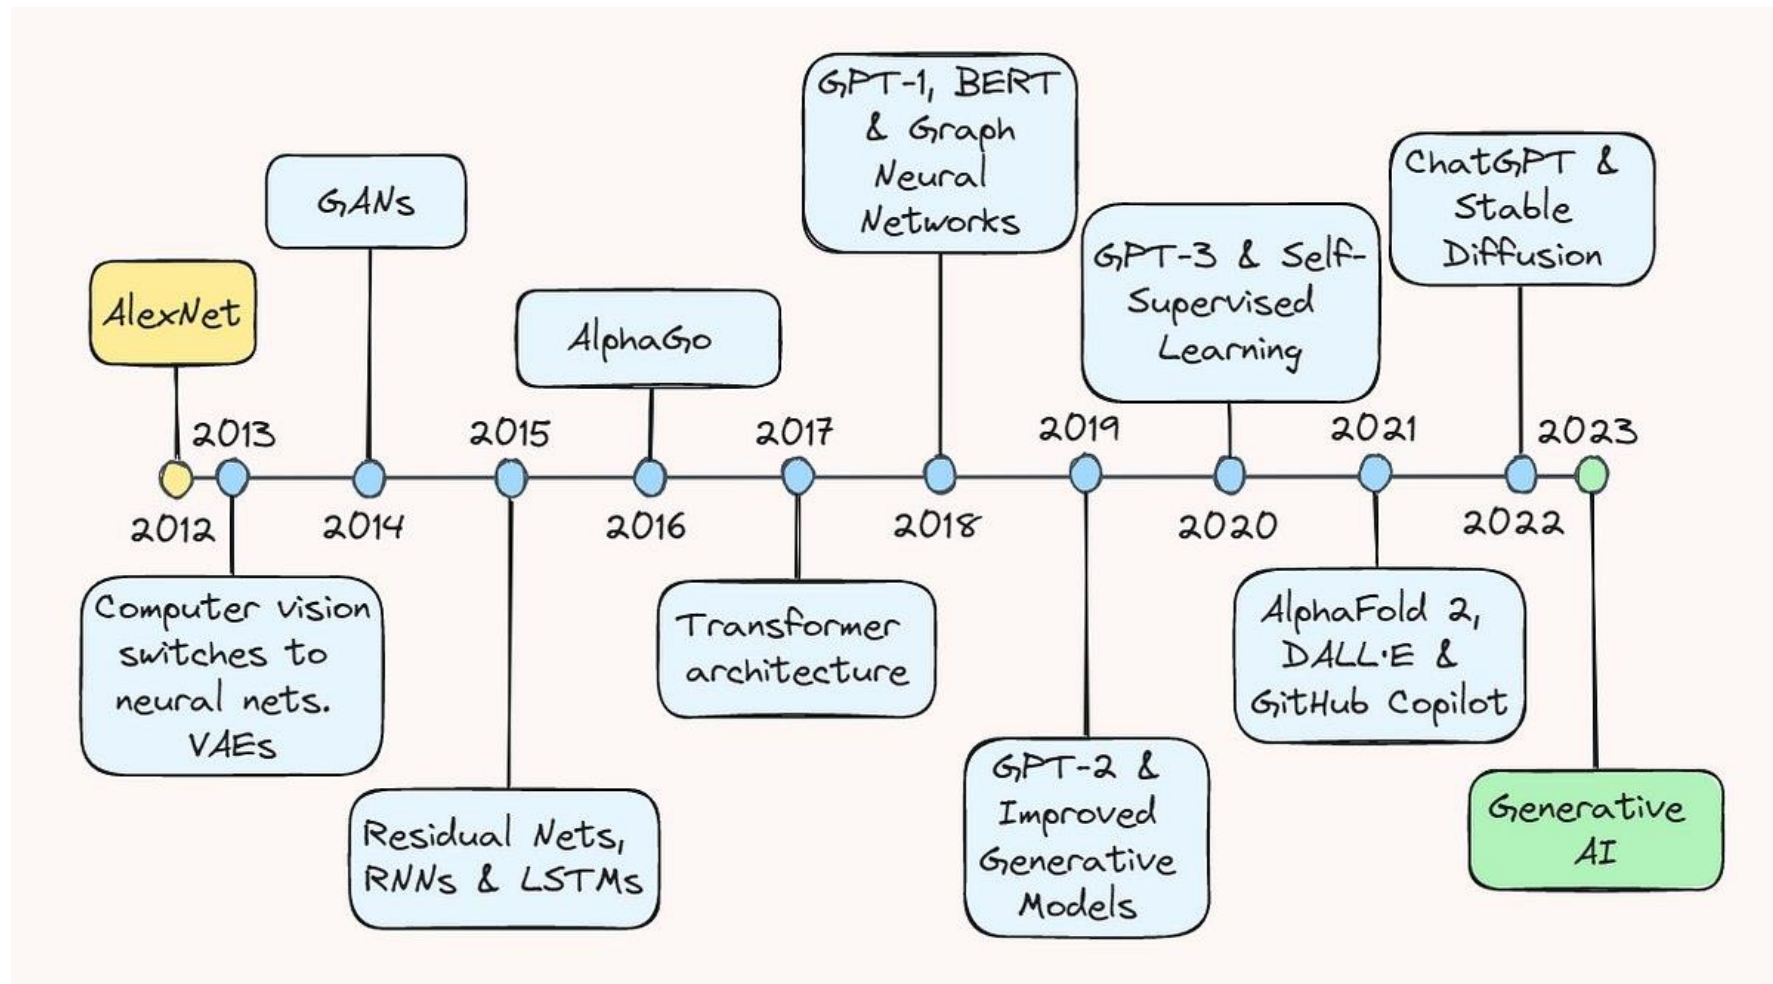 GPT-1, BERT
& Graph
Neural
Networks
ChatGPT &
Stable
Diffusion
GANs
GPT-3 & Self-
Supervised
Learning
AlexNet
AlphaGo
2013
2015
2017
2019
2021
2023
2012
2014
2016
2018
2020
2022
Computer vision
switches to
neural nets.
VAEs
Transformer
architecture
AlphaFold 2,
DALL·E &
GitHub Copilot
Residual Nets,
RNNs & LSTMs
GPT-2 &
Improved
Generative
Models
Generative
AI